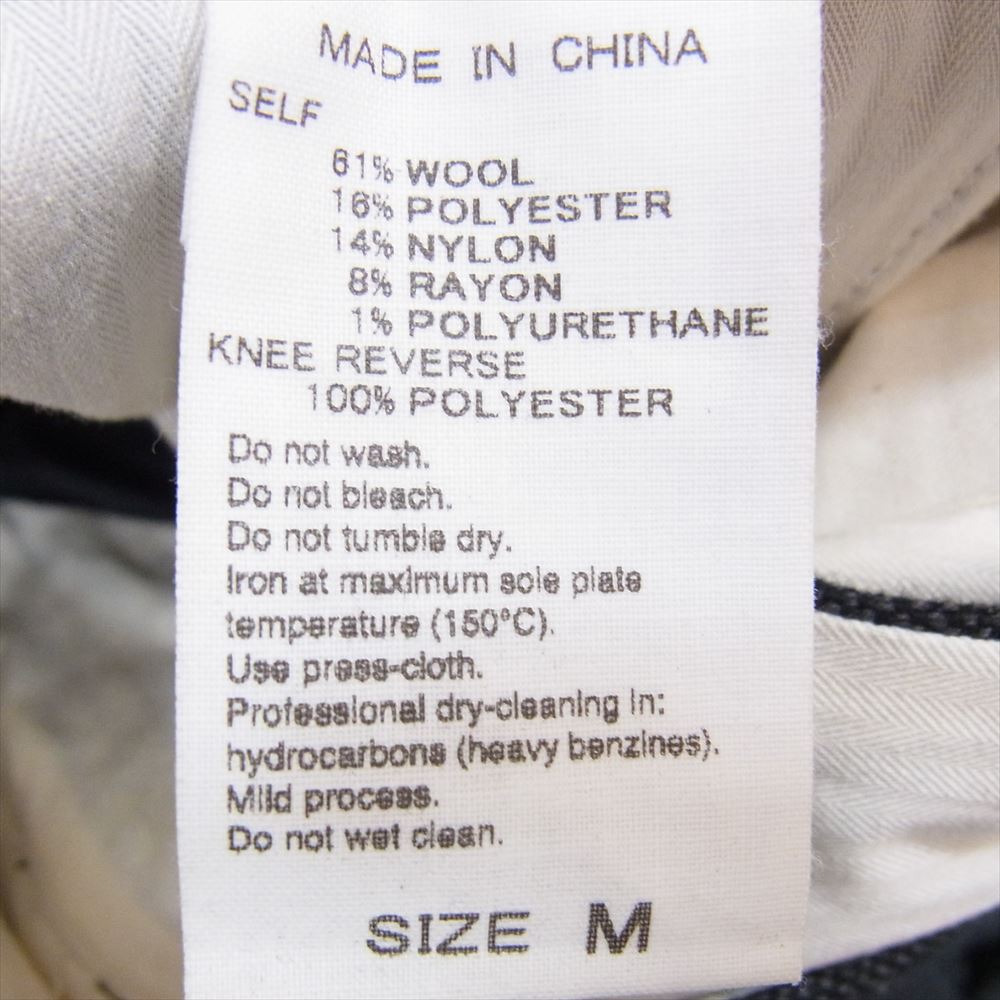 MADE IN CHINA
SELF
61% WOOL
16% POLYESTER
14% NYLON
8% RAYON
1% POLYURETHANE
KNEE REVERSE
100% POLYESTER
Do not wash.
Do not bleach.
Do not tumble dry.
Iron at maximum sole plate
temperature (150°C).
Use press-cloth.
Professional dry-cleaning in:
hydrocarbons (heavy benzines).
Mild process.
Do not wet clean.
SIZE M